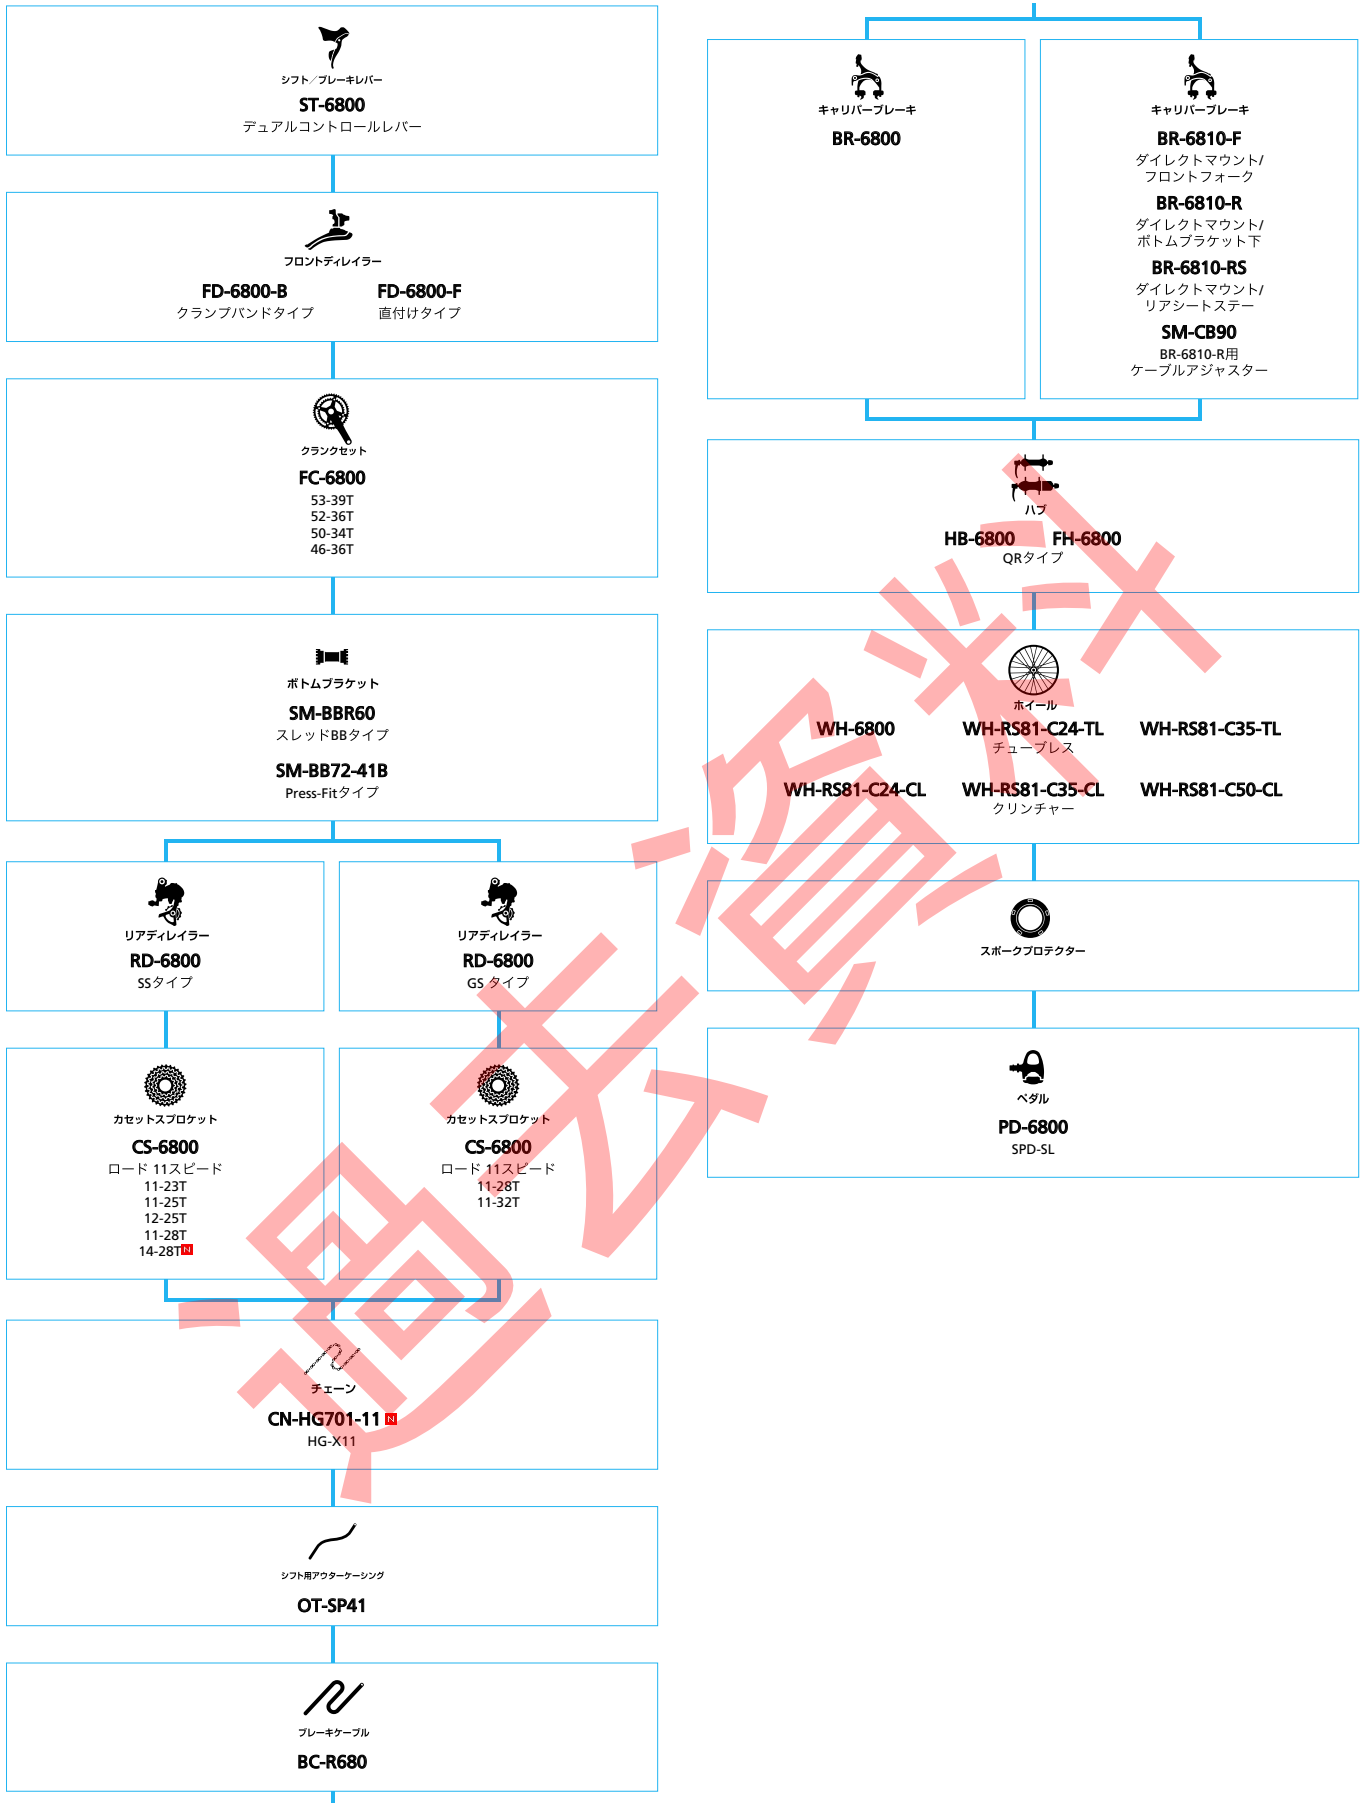 シフト／ブレーキレバー
ST-6800
デュアルコントロールレバー
フロントディレイラー
FD-6800-B FD-6800-F
クランプバンドタイプ 直付けタイプ
クランクセット
FC-6800
53-39T
52-36T
50-34T
46-36T
ボトムブラケット
SM-BBR60
スレッドBBタイプ
SM-BB72-41B
Press-Fitタイプ
リアディレイラー
RD-6800
SSタイプ
リアディレイラー
RD-6800
GS タイプ
カセットスプロケット
CS-6800
ロード 11スピード
11-23T
11-25T
12-25T
11-28T
14-28T N
カセットスプロケット
CS-6800
ロード 11スピード
11-28T
11-32T
チェーン
CN-HG701-11 N
HG-X11
シフト用アウターケーシング
OT-SP41
ブレーキケーブル
BC-R680
キャリパーブレーキ
BR-6800
キャリパーブレーキ
BR-6810-F
ダイレクトマウント/
フロントフォーク
BR-6810-R
ダイレクトマウント/
ボトムブラケット下
BR-6810-RS
ダイレクトマウント/
リアシートステー
SM-CB90
BR-6810-R用
ケーブルアジャスター
ハブ
HB-6800 FH-6800
QRタイプ
ホイール
WH-6800 WH-RS81-C24-TL WH-RS81-C35-TL
チューブレス
WH-RS81-C24-CL WH-RS81-C35-CL WH-RS81-C50-CL
クリンチャー
スポークプロテクター
ペダル
PD-6800
SPD-SL
過去資料